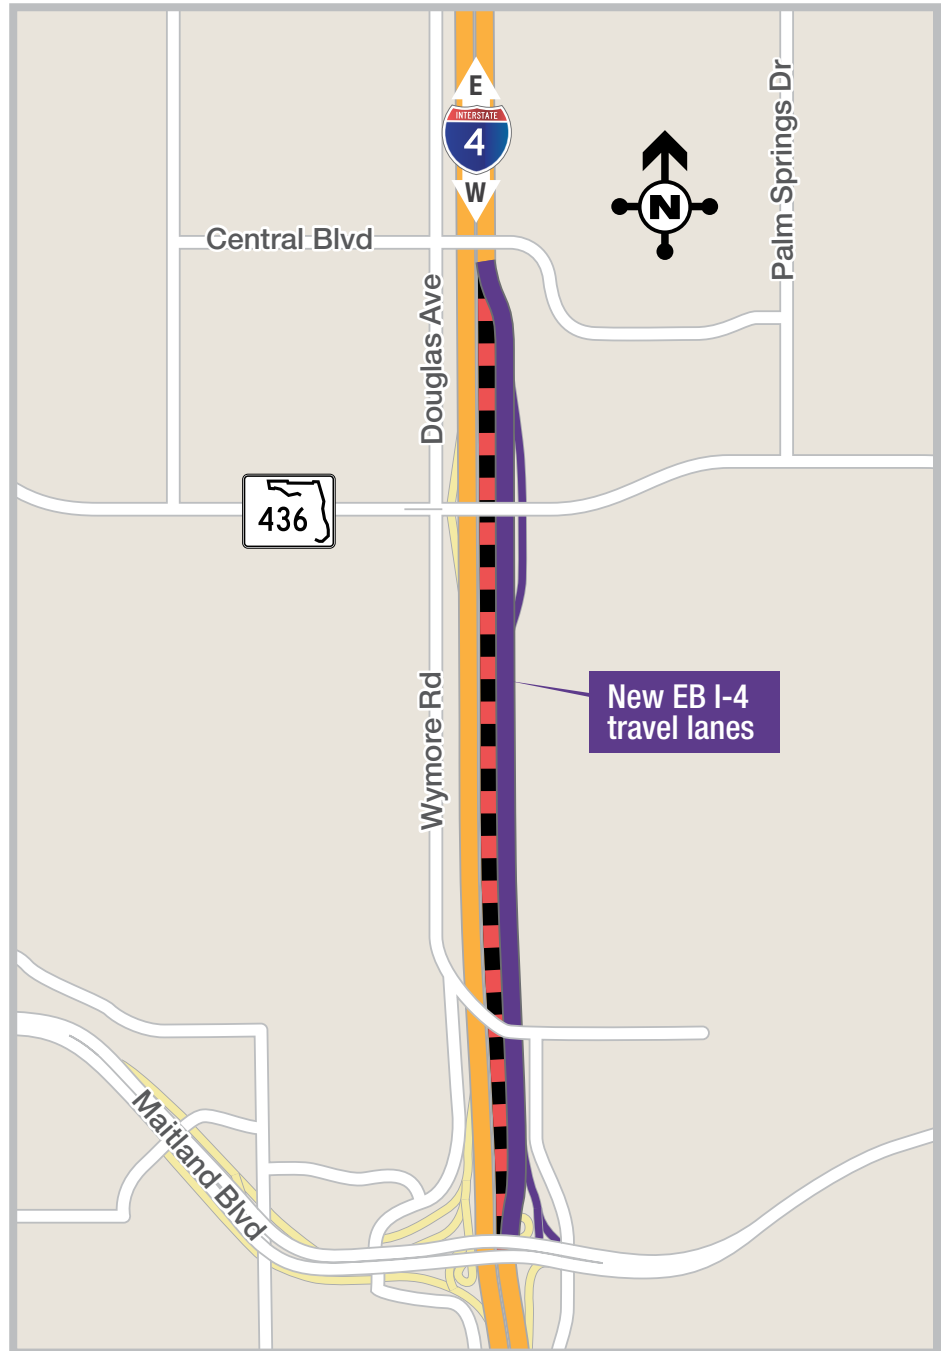 E
INTERSTATE
4
W
N
Palm Springs Dr
Central Blvd
Douglas Ave
436
New EB I-4
travel lanes
Wymore Rd
Maitland Blvd